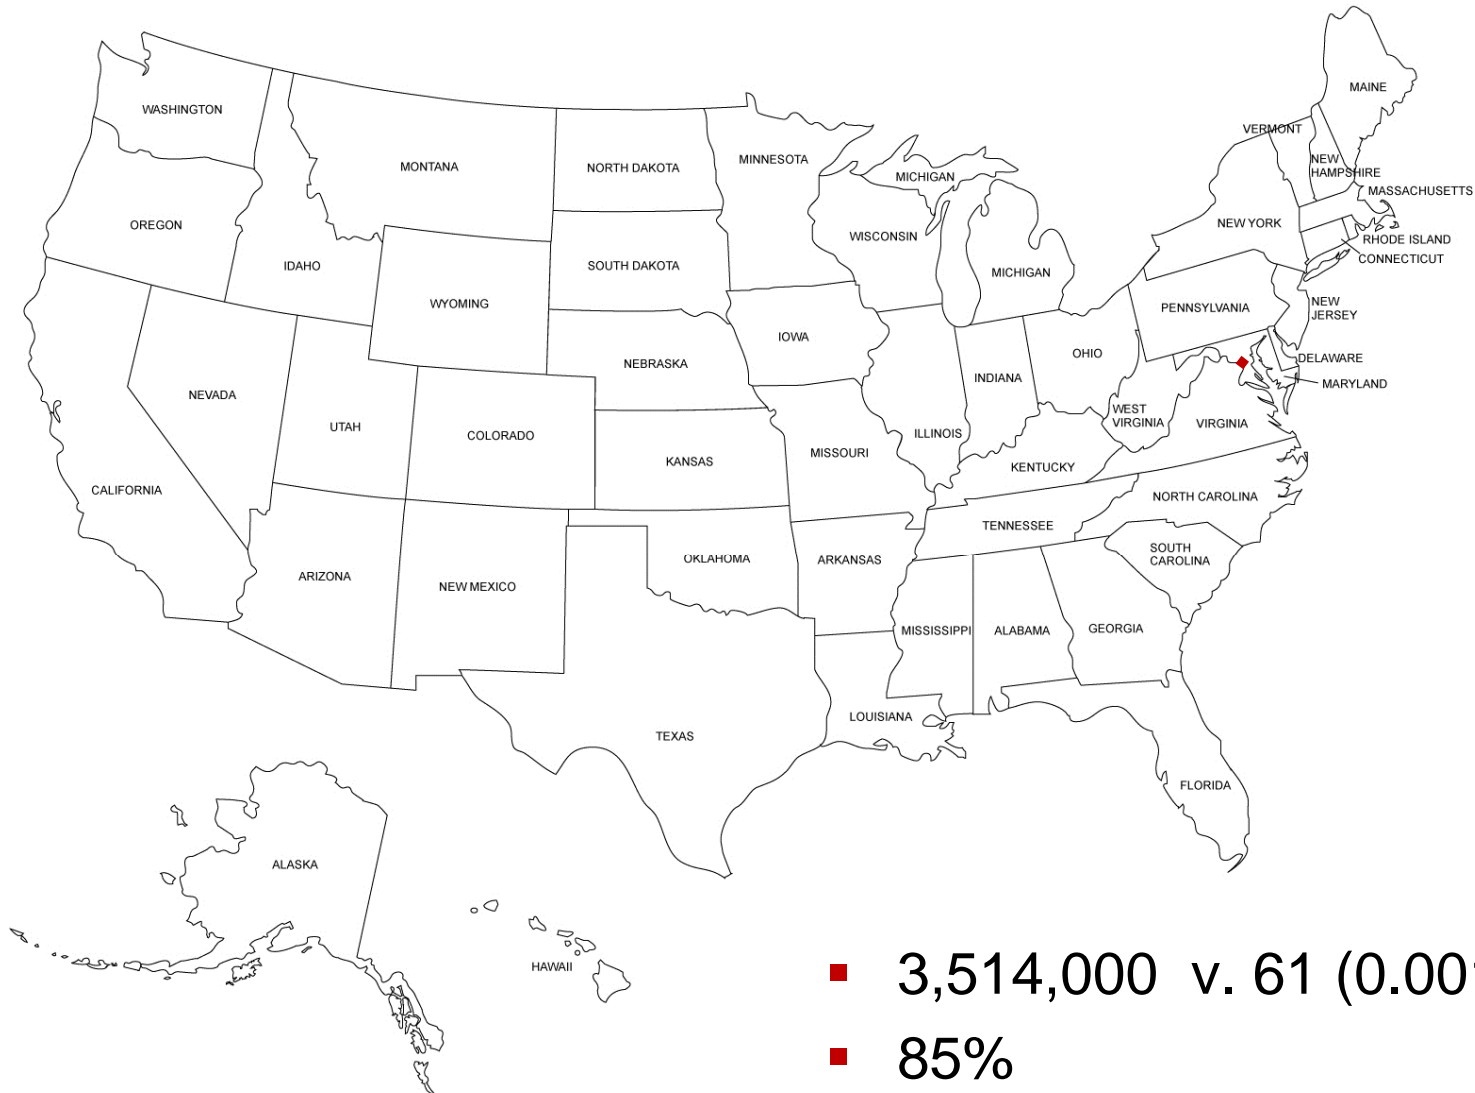 MAINE
WASHINGTON
VERMONT
MONTANA
NORTH DAKOTA
MINNESOTA
MICHIGAN
NEW
HAMPSHIRE
MASSACHUSETTS
OREGON
IDAHO
SOUTH DAKOTA
WISCONSIN
NEW YORK
RHODE ISLAND
CONNECTICUT
MICHIGAN
WYOMING
PENNSYLVANIA
NEW
JERSEY
IOWA
NEBRASKA
OHIO
DELAWARE
INDIANA
MARYLAND
NEVADA
WEST
VIRGINIA
VIRGINIA
UTAH
COLORADO
ILLINOIS
KANSAS
MISSOURI
KENTUCKY
CALIFORNIA
NORTH CAROLINA
TENNESSEE
SOUTH
CAROLINA
OKLAHOMA
ARKANSAS
ARIZONA
NEW MEXICO
MISSISSIPPI
ALABAMA
GEORGIA
LOUISIANA
TEXAS
FLORIDA
ALASKA
HAWAII
3,514,000 v. 61 (0.00
85%